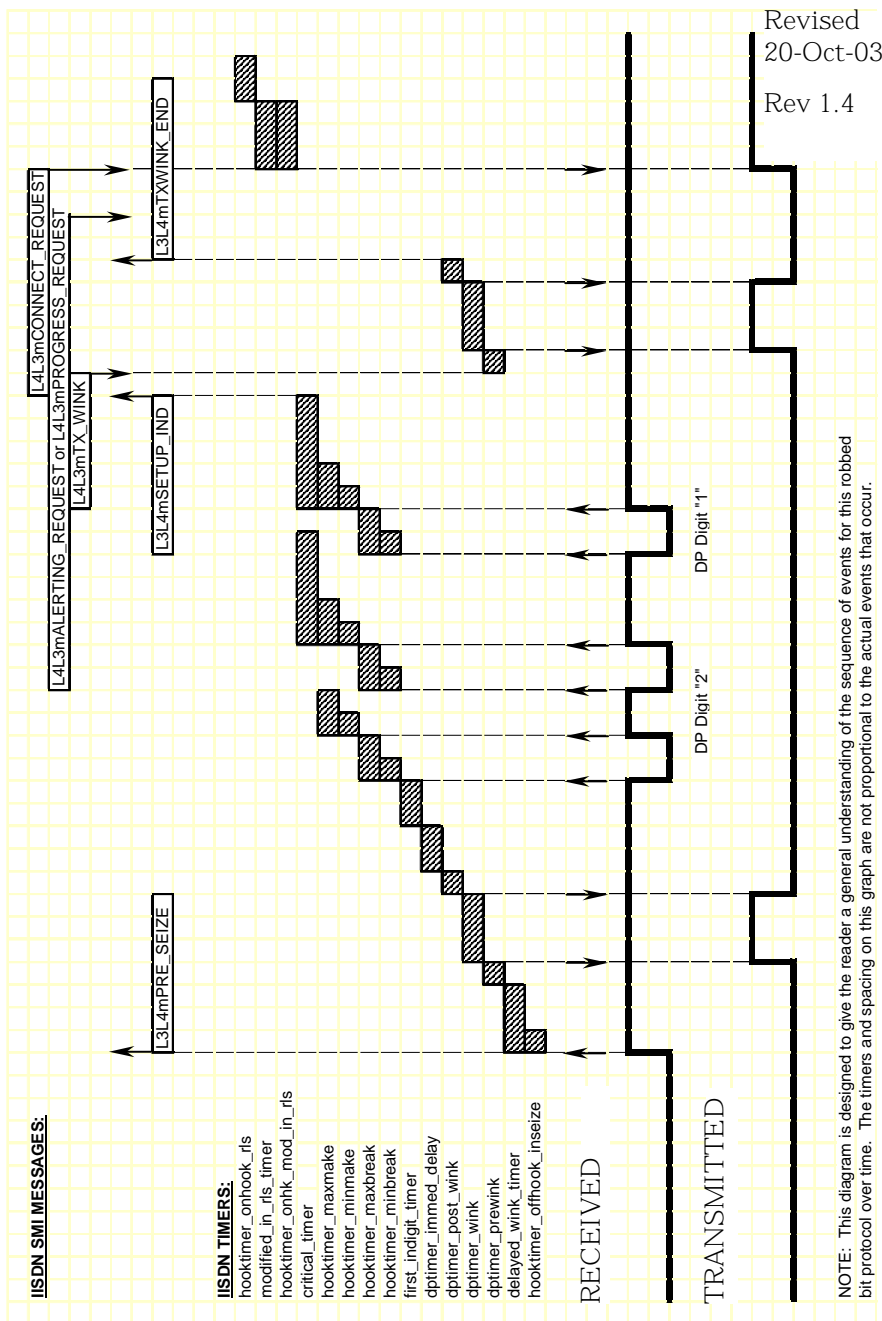 Revised
20-Oct-03
Rev 1.4
IISDN SMI MESSAGES:
L3L4mPRE_SEIZE
L4L3mALERTING_REQUEST or L4L3mPROGRESS_REQUEST
L3L4mSETUP_IND
L4L3mTX_WINK
L4L3mCONNECT_REQUEST
L3L4mTXWINK_END
IISDN TIMERS:
hooktimer_onhook_rls
modified_in_rls_timer
hooktimer_onhk_mod_in_rls
critical_timer
hooktimer_maxmake
hooktimer_minmake
hooktimer_maxbreak
hooktimer_minbreak
first_indigit_timer
dptimer_immed_delay
dptimer_post_wink
dptimer_wink
dptimer_prewink
delayed_wink_timer
hooktimer_offhook_inseize
RECEIVED
DP Digit "2"
DP Digit "1"
TRANSMITTED
NOTE: This diagram is designed to give the reader a general understanding of the sequence of events for this robbed
bit protocol over time. The timers and spacing on this graph are not proportional to the actual events that occur.